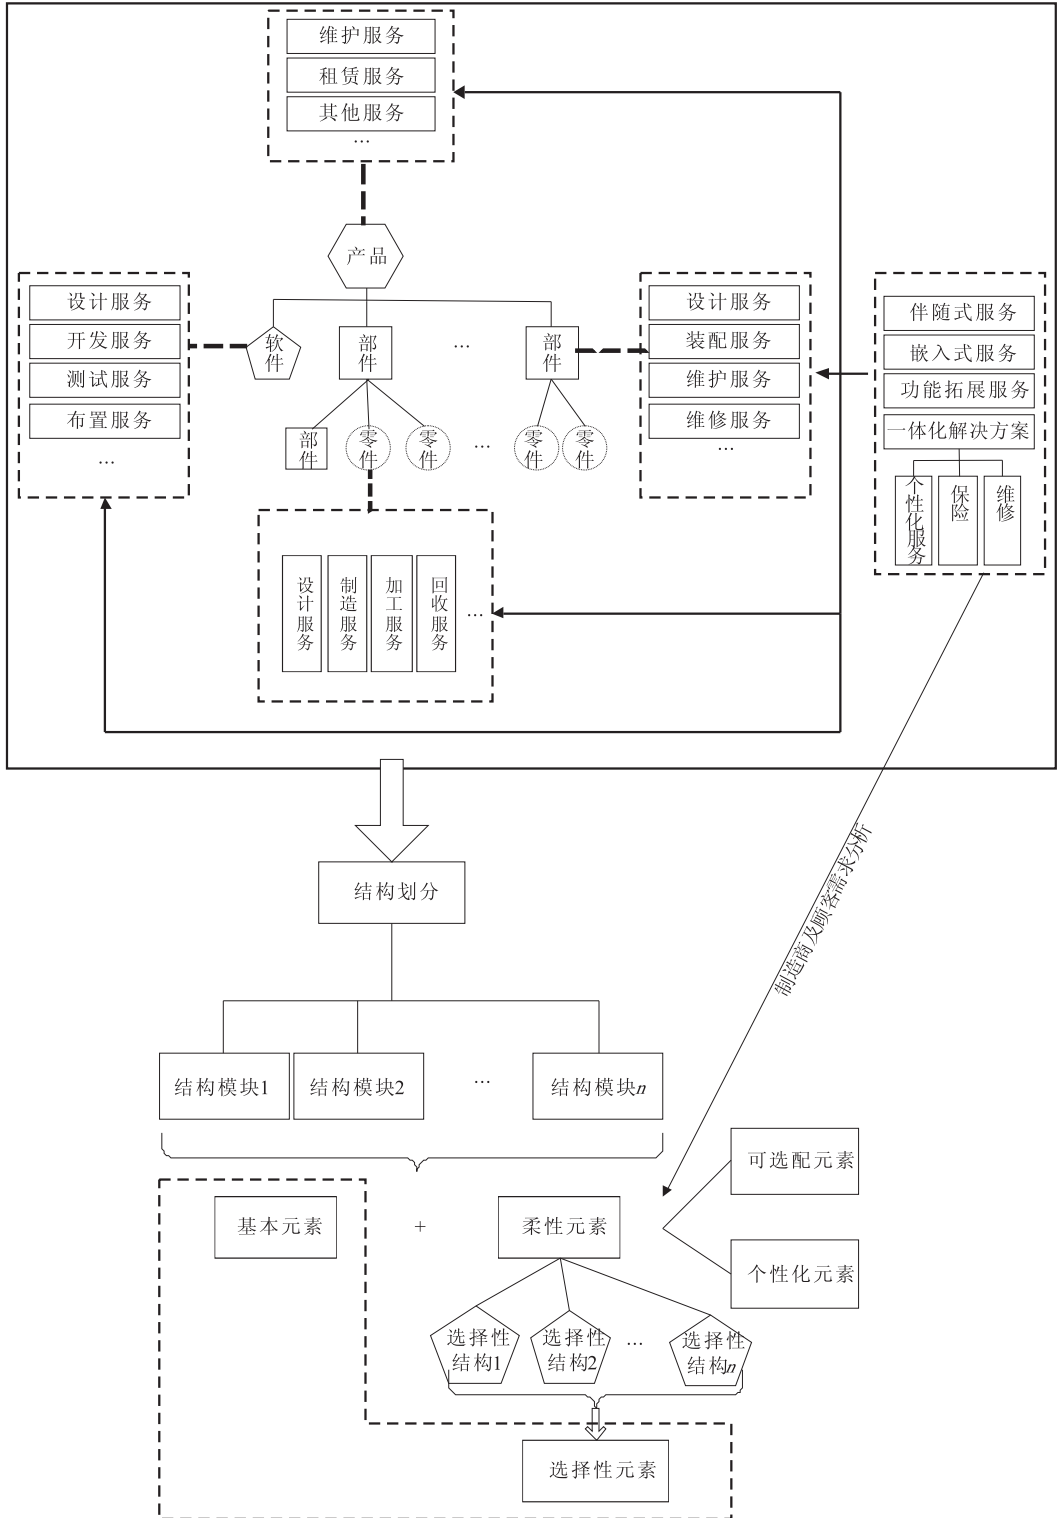 维护服务
租赁服务
其他服务
…
产品
设计服务
开发服务
测试服务
布置服务
…
软件
部件
…
部件
部件
零件
零件
…
零件
零件
设计服务
装配服务
维护服务
维修服务
…
伴随式服务
嵌入式服务
功能拓展服务
一体化解决方案
个性化服务
保险
维修
设计服务
制造服务
加工服务
回收服务
…
结构划分
制造商及顾客需求分析
结构模块1
结构模块2
…
结构模块n
基本元素
+
柔性元素
可选配元素
个性化元素
选择性
结构1
选择性
结构2
…
选择性
结构n
选择性元素